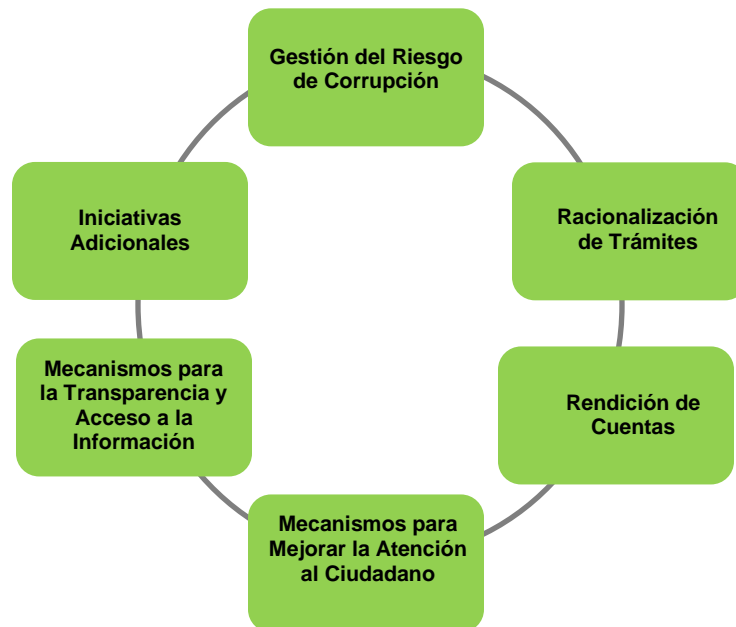 Gestión del Riesgo
de Corrupción
Racionalización
de Trámites
Rendición de
Cuentas
Mecanismos para
Mejorar la Atención
al Ciudadano
Mecanismos para
la Transparencia y
Acceso a la
Información
Iniciativas
Adicionales